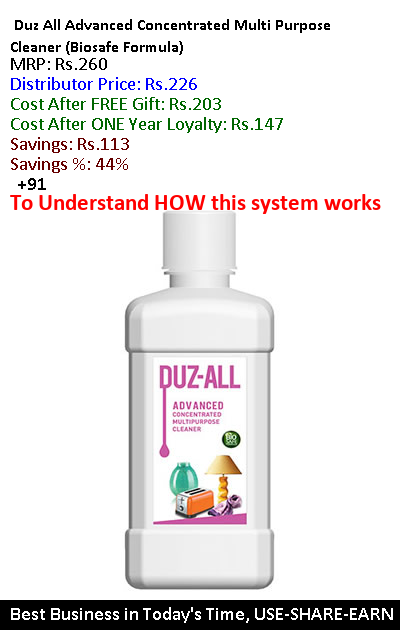 Duz All Advanced Concentrated Multi Purpose
Cleaner (Biosafe Formula)
MRP: Rs.260
Distributor Price: Rs.226
Cost After FREE Gift: Rs.203
Cost After ONE Year Loyalty: Rs.147
Savings: Rs.113
Savings %: 44%
+91
To Understand HOW this system works
DUZ-ALL
ADVANCED
CONCENTRATED
MULTIPURPOSE
CLEANER
BIO
SAFE
Best Business in Today's Time, USE-SHARE-EARN